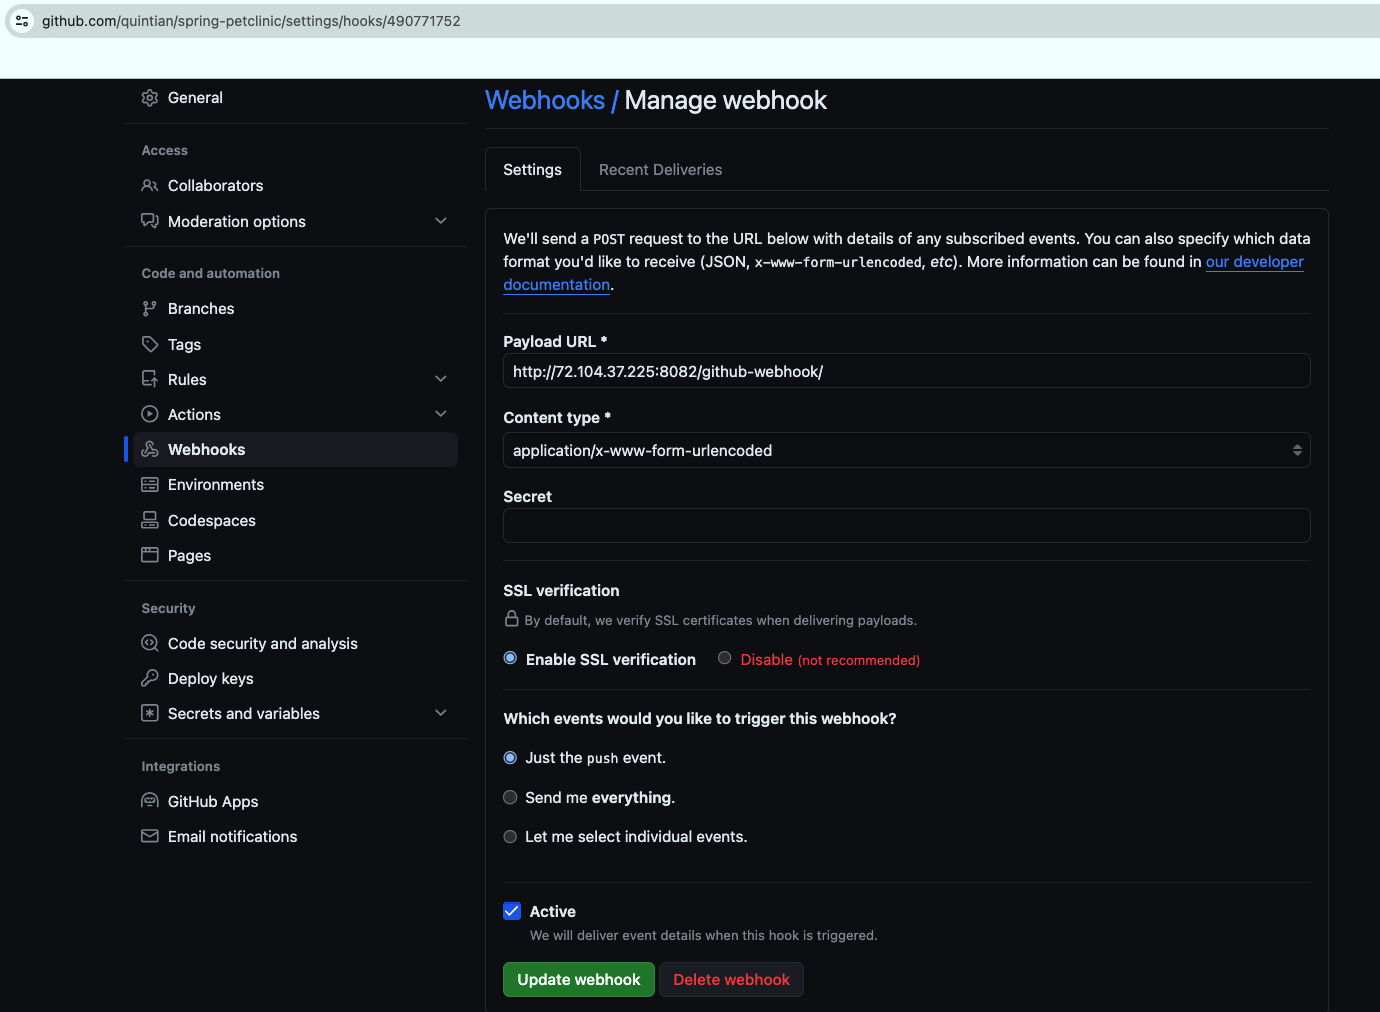 github.com/quintian/spring-petclinic/settings/hooks/490771752
General
Access
Collaborators
Moderation options
Code and automation
Branches
Tags
Rules
Actions
Webhooks
Environments
Codespaces
Pages
Security
Code security and analysis
Deploy keys
Secrets and variables
Integrations
GitHub Apps
Email notifications
Webhooks / Manage webhook
Settings Recent Deliveries
We'll send a POST request to the URL below with details of any subscribed events. You can also specify which data
format you'd like to receive (JSON, x-www-form-urlencoded, etc). More information can be found in our developer
documentation.
Payload URL *
http://72.104.37.225:8082/github-webhook/
Content type *
application/x-www-form-urlencoded
Secret
SSL verification
By default, we verify SSL certificates when delivering payloads.
Enable SSL verification Disable (not recommended)
Which events would you like to trigger this webhook?
Just the push event.
Send me everything.
Let me select individual events.
Active
We will deliver event details when this hook is triggered.
Update webhook Delete webhook